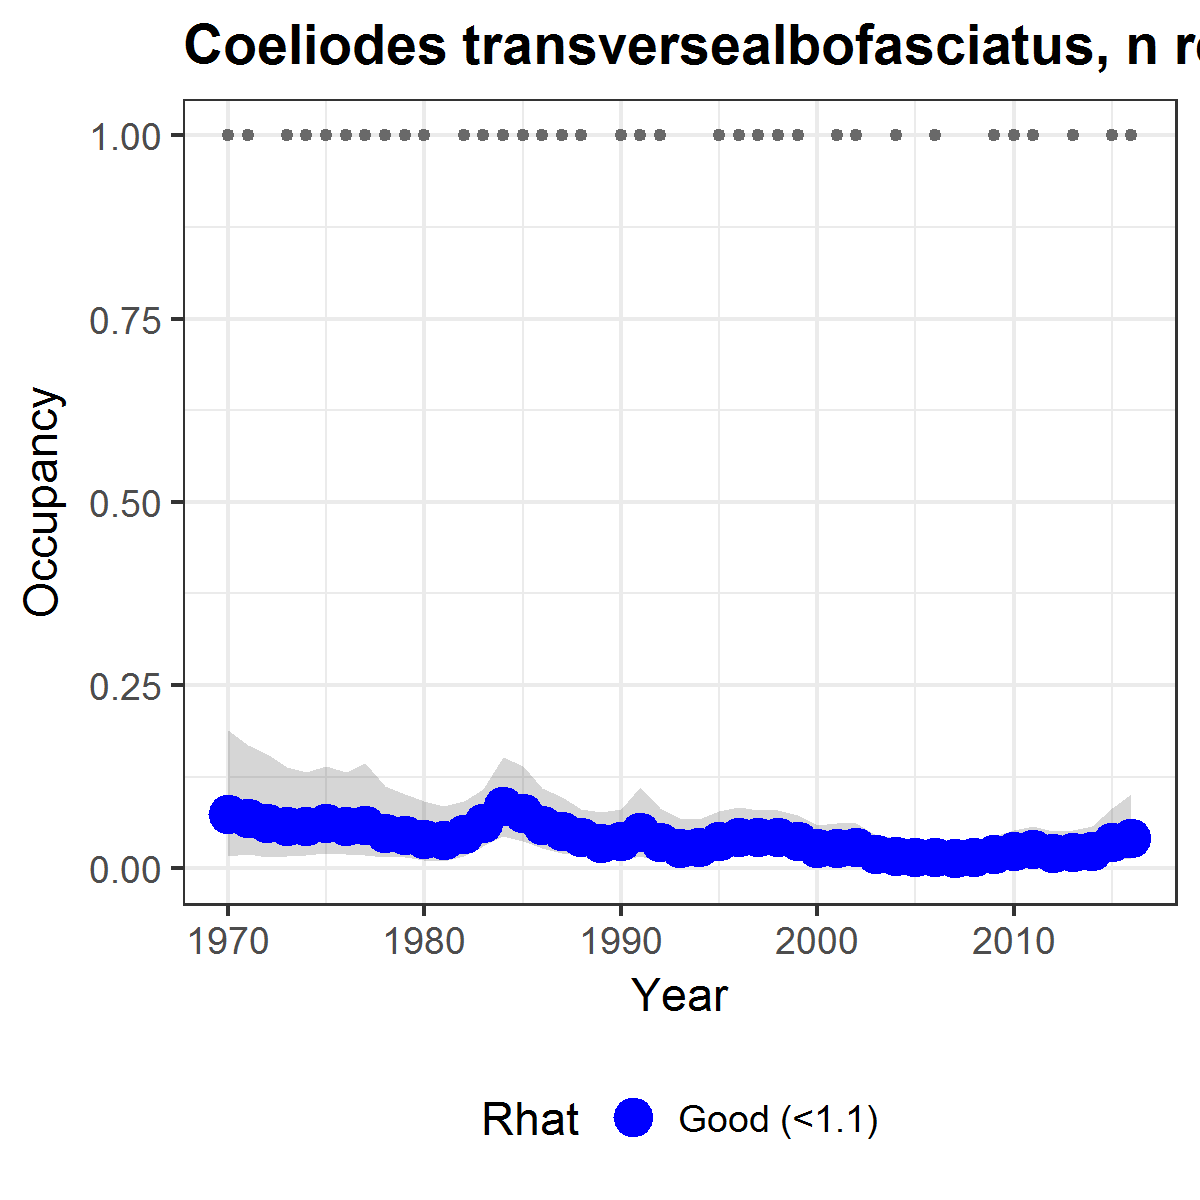 Coeliodes transversealbofasciatus, n
1.00
0.75
0.50
0.25
0.00
Occupancy
1970 1980 1990 2000 2010
Year
Rhat Good (<1.1)